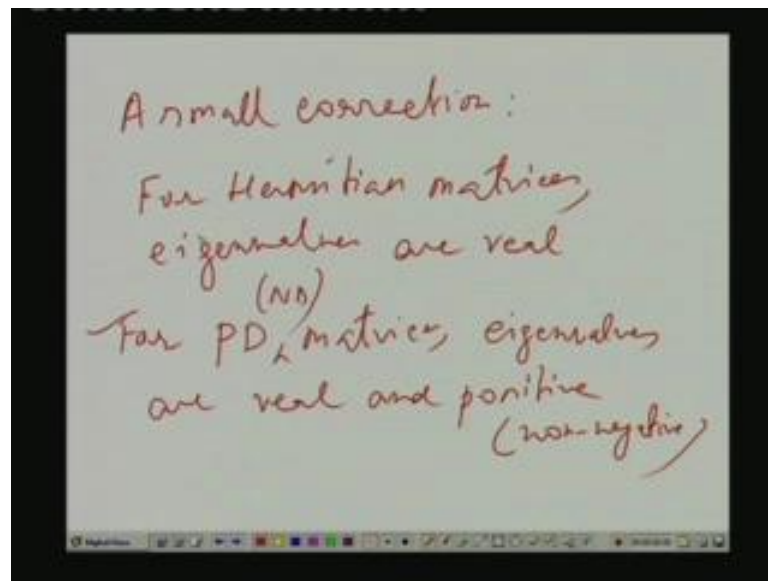 A small correction:
For Hermitian matrices,
eigenvalues are real
(ND)
For PD, matrices, eigenvalues
are real and positive
(non-negative)